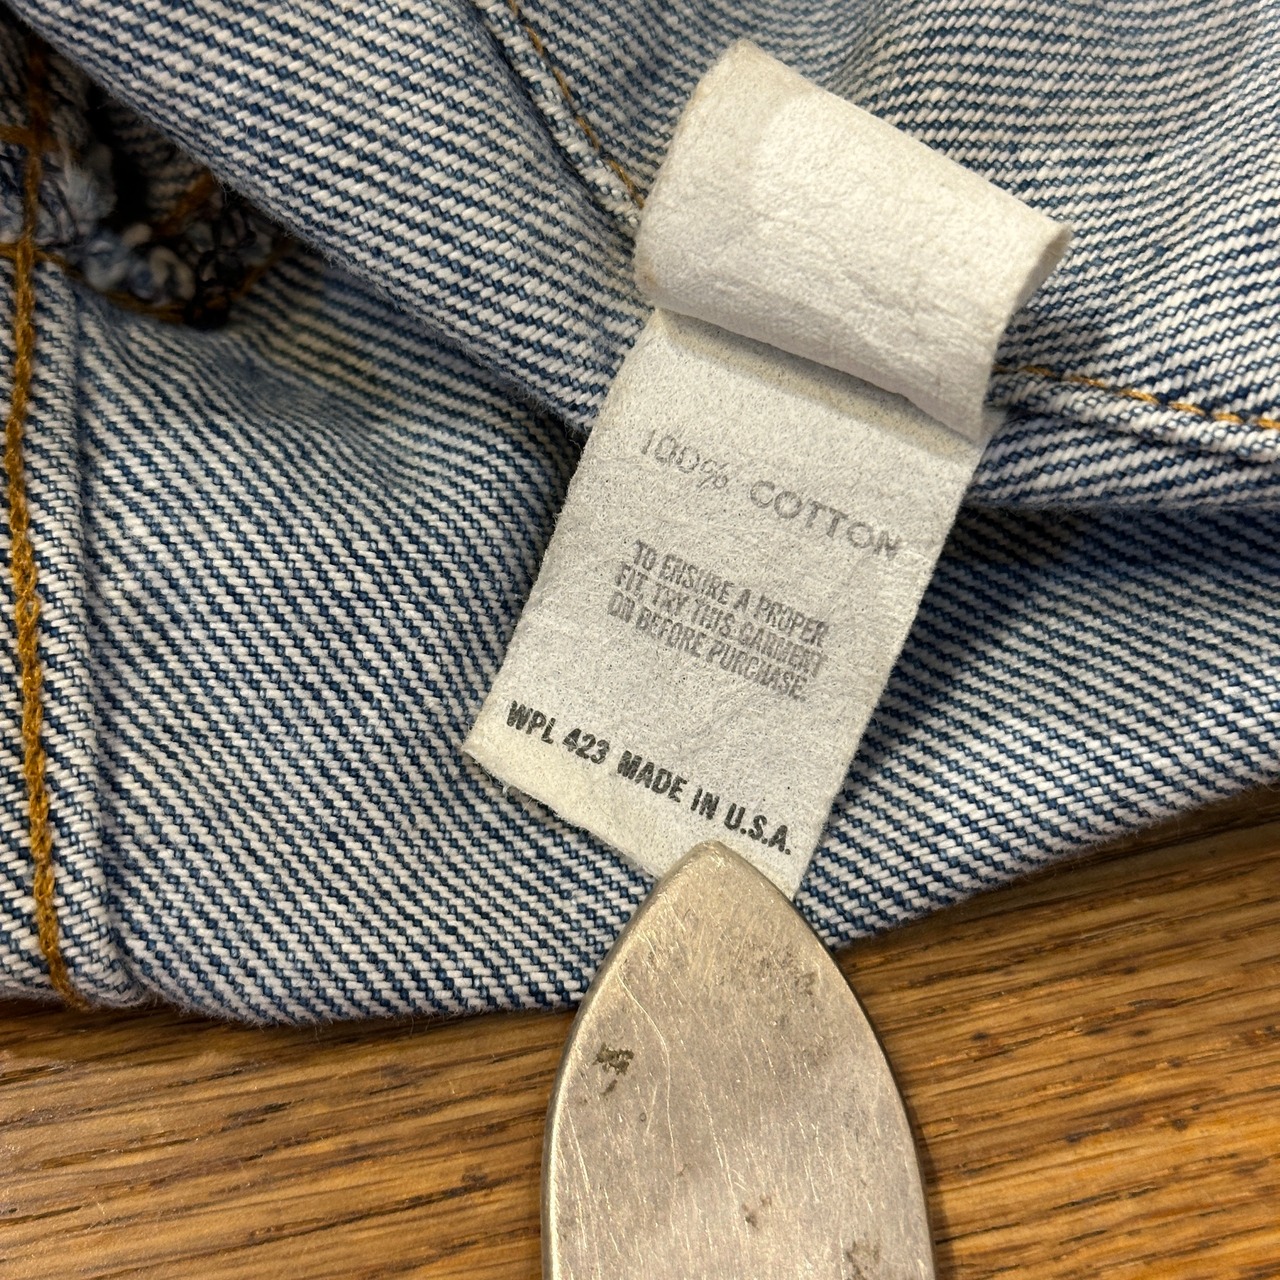 100% COTTON
TO ENSURE A PROPER
FIT, TRY THIS GARMENT
ON BEFORE PURCHASE.
WPL 423 MADE IN U.S.A.